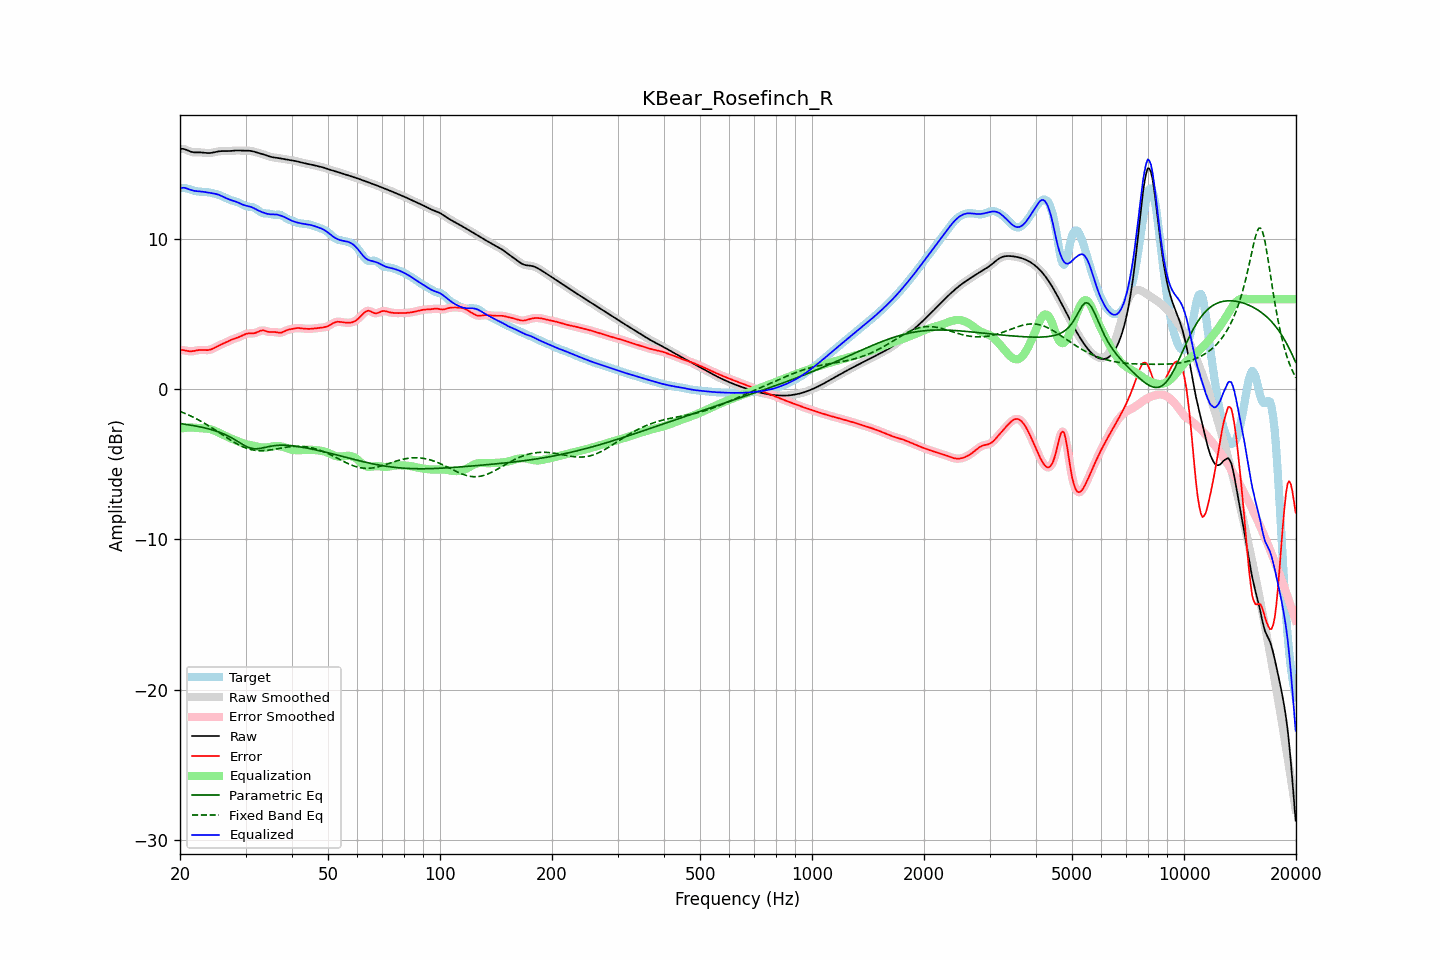 KBear_Rosefinch_R
Amplitude (dBr)
10
0
−10
−20
−30
Target
Raw Smoothed
Error Smoothed
Raw
Error
Equalization
Parametric Eq
Fixed Band Eq
Equalized
20 50 100 200 500 1000 2000 5000 10000 20000
Frequency (Hz)